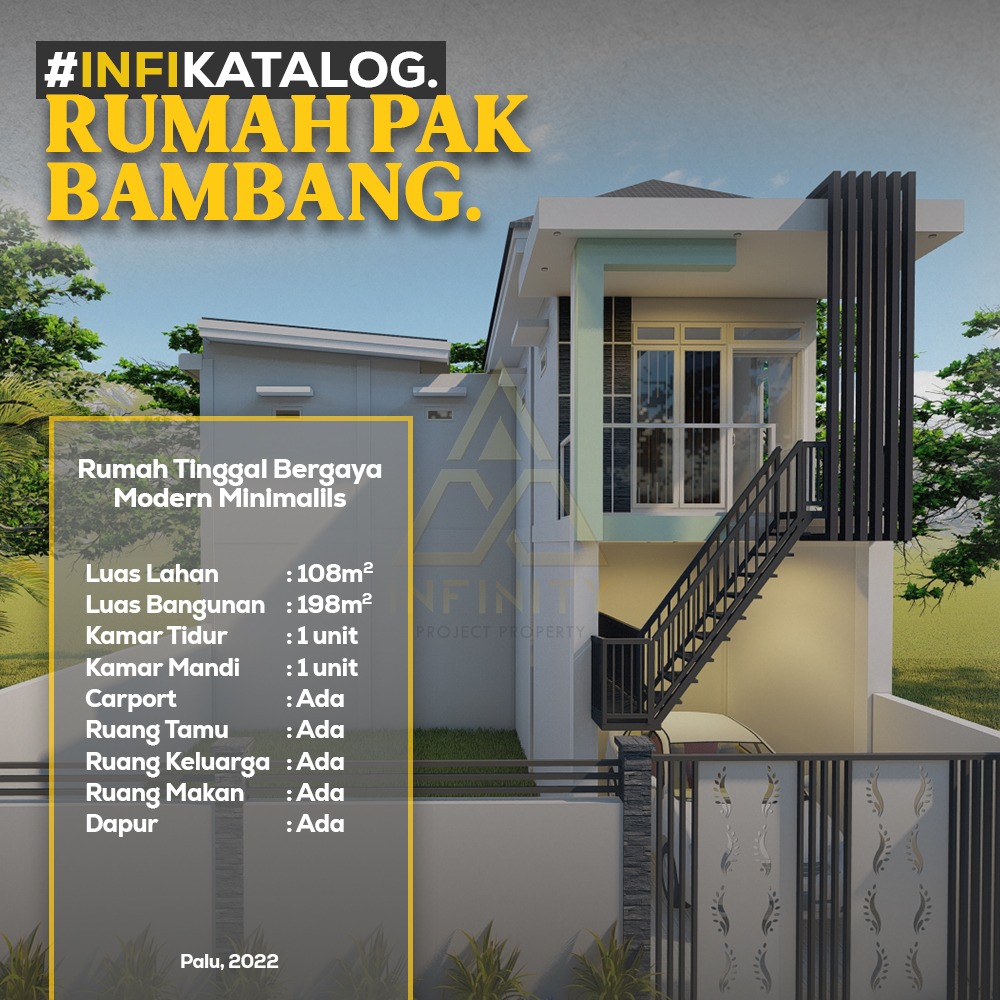 #INFIKATALOG.
RUMAH PAK
BAMBANG.
Rumah Tinggal Bergaya
Modern Minimalils
Luas Lahan : 108m²
Luas Bangunan : 198m²
Kamar Tidur : 1 unit
Kamar Mandi : 1 unit
Carport : Ada
Ruang Tamu : Ada
Ruang Keluarga : Ada
Ruang Makan : Ada
Dapur : Ada
Palu, 2022
INFINITY
PROJECT PROPERTY